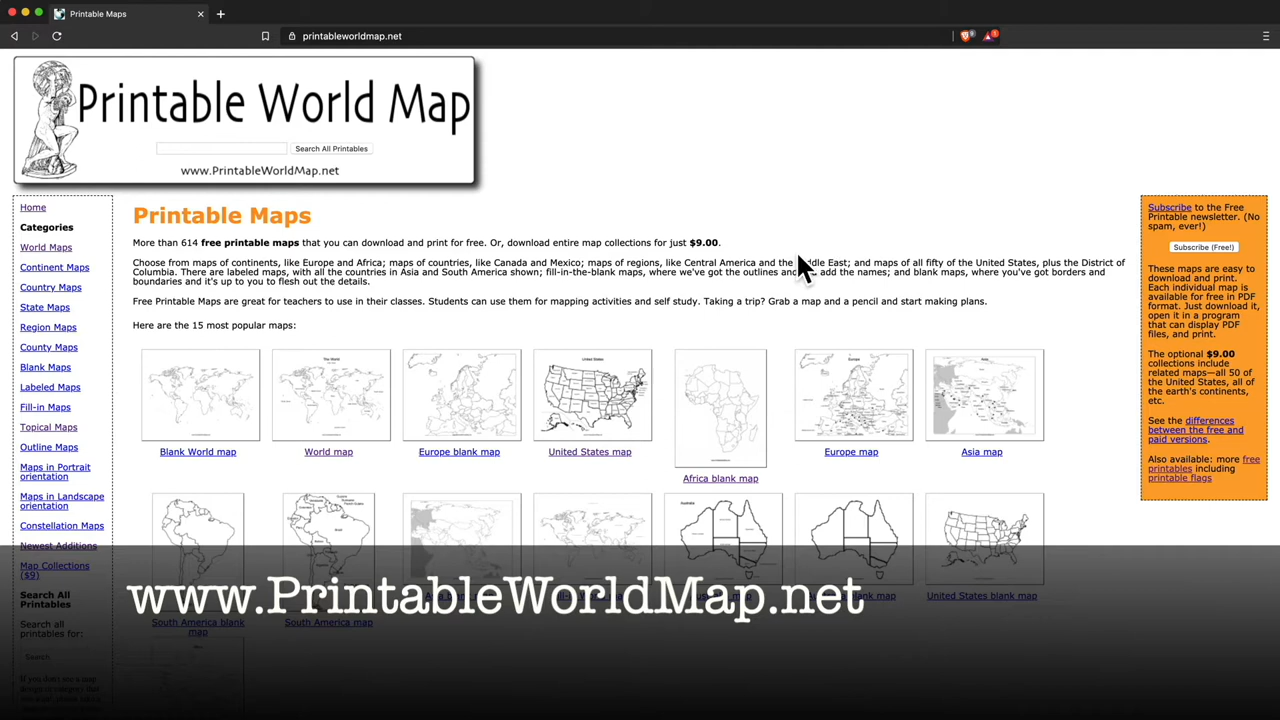 Printable Maps
printableworldmap.net
Printable World Map
Search All Printables
www.PrintableWorldMap.net
Home
Categories
World Maps
Continent Maps
Country Maps
State Maps
Region Maps
County Maps
Blank Maps
Labeled Maps
Fill-in Maps
Topical Maps
Outline Maps
Maps in Portrait
orientation
Maps in Landscape
orientation
Constellation Maps
Newest Additions
Map Collections
($9)
Search All
Printables
Search all
printables for:
Search
Printable Maps
More than 614 free printable maps that you can download and print for free. Or, download entire map collections for just $9.00.
Choose from maps of continents, like Europe and Africa; maps of countries, like Canada and Mexico; maps of regions, like Central America and the Middle East; and maps of all fifty of the United States, plus the District of
Columbia. There are labeled maps, with all the countries in Asia and South America shown; fill-in-the-blank maps, where we've got the outlines and add the names; and blank maps, where you've got borders and
boundaries and it's up to you to flesh out the details.
Free Printable Maps are great for teachers to use in their classes. Students can use them for mapping activities and self study. Taking a trip? Grab a map and a pencil and start making plans.
Here are the 15 most popular maps:
The World
United States
Europe
Asia
Blank World map
World map
Europe blank map
United States map
Africa blank map
Europe map
Asia map
Australia
South America blank
map
South America map
United States blank map
Subscribe to the Free
Printable newsletter. (No
spam, ever!)
Subscribe (Free!)
These maps are easy to
download and print.
Each individual map is
available for free in PDF
format. Just download it,
open it in a program
that can display PDF
files, and print.
The optional $9.00
collections include
related maps—all 50 of
the United States, all of
the earth's continents,
etc.
See the differences
between the free and
paid versions.
Also available: more free
printables including
printable flags
www.PrintableWorldMap.net